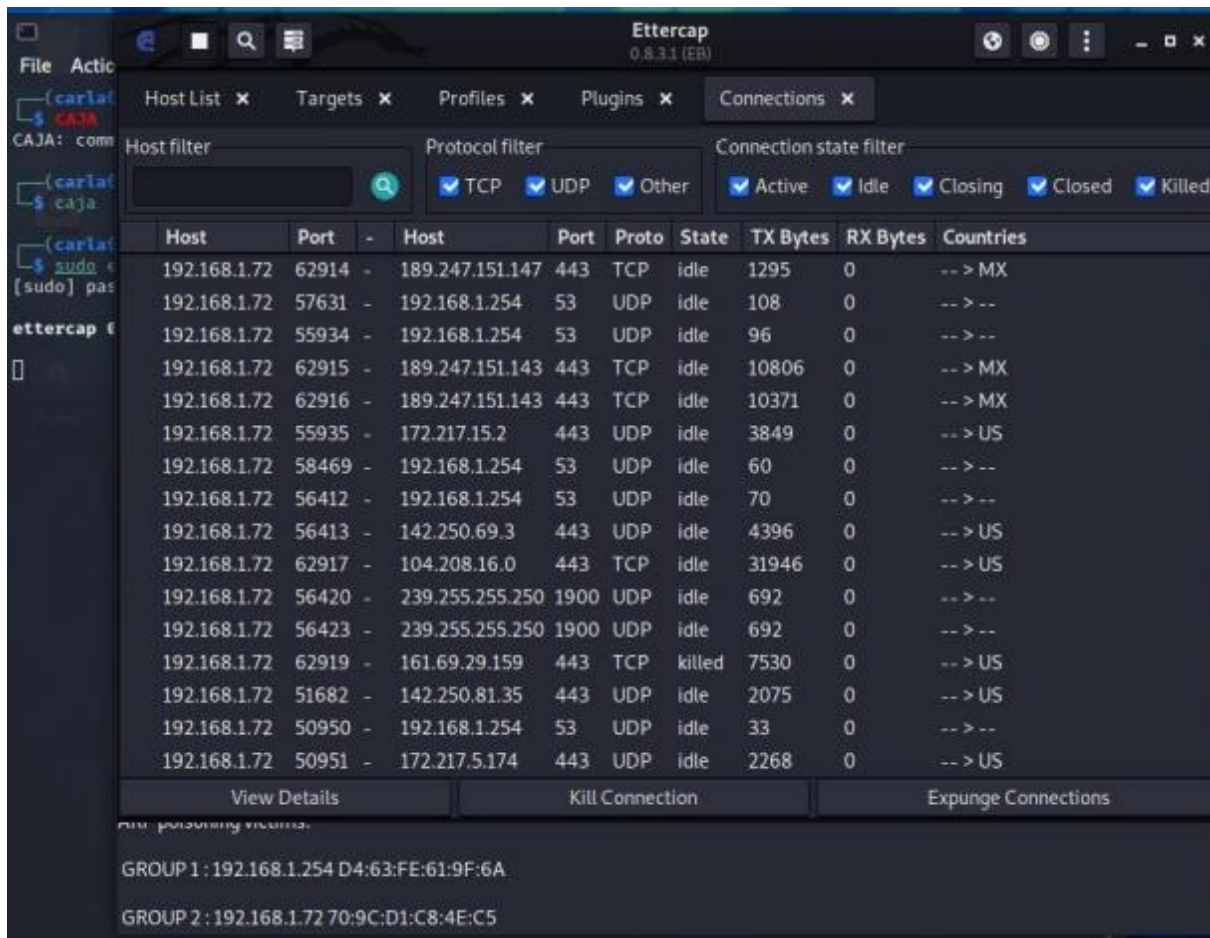 Ettercap
0.8.3.1 (EB)
File Actio
Host List × Targets × Profiles × Plugins × Connections ×
(carla
$ CAJA
CAJA: comm
(carla
$ caja
(carla
$ sudo
[sudo] pas
ettercap
Host filter Protocol filter Connection state filter
TCP UDP Other Active Idle Closing Closed Killed
Host Port - Host Port Proto State TX Bytes RX Bytes Countries
192.168.1.72 62914 - 189.247.151.147 443 TCP idle 1295 0 -- > MX
192.168.1.72 57631 - 192.168.1.254 53 UDP idle 108 0 -- > --
192.168.1.72 55934 - 192.168.1.254 53 UDP idle 96 0 -- > --
192.168.1.72 62915 - 189.247.151.143 443 TCP idle 10806 0 -- > MX
192.168.1.72 62916 - 189.247.151.143 443 TCP idle 10371 0 -- > MX
192.168.1.72 55935 - 172.217.15.2 443 UDP idle 3849 0 -- > US
192.168.1.72 58469 - 192.168.1.254 53 UDP idle 60 0 -- > --
192.168.1.72 56412 - 192.168.1.254 53 UDP idle 70 0 -- > --
192.168.1.72 56413 - 142.250.69.3 443 UDP idle 4396 0 -- > US
192.168.1.72 62917 - 104.208.16.0 443 TCP idle 31946 0 -- > US
192.168.1.72 56420 - 239.255.255.250 1900 UDP idle 692 0 -- > --
192.168.1.72 56423 - 239.255.255.250 1900 UDP idle 692 0 -- > --
192.168.1.72 62919 - 161.69.29.159 443 TCP killed 7530 0 -- > US
192.168.1.72 51682 - 142.250.81.35 443 UDP idle 2075 0 -- > US
192.168.1.72 50950 - 192.168.1.254 53 UDP idle 33 0 -- > --
192.168.1.72 50951 - 172.217.5.174 443 UDP idle 2268 0 -- > US
View Details Kill Connection Expunge Connections
ARP poisoning victims:
GROUP 1 : 192.168.1.254 D4:63:FE:61:9F:6A
GROUP 2 : 192.168.1.72 70:9C:D1:C8:4E:C5